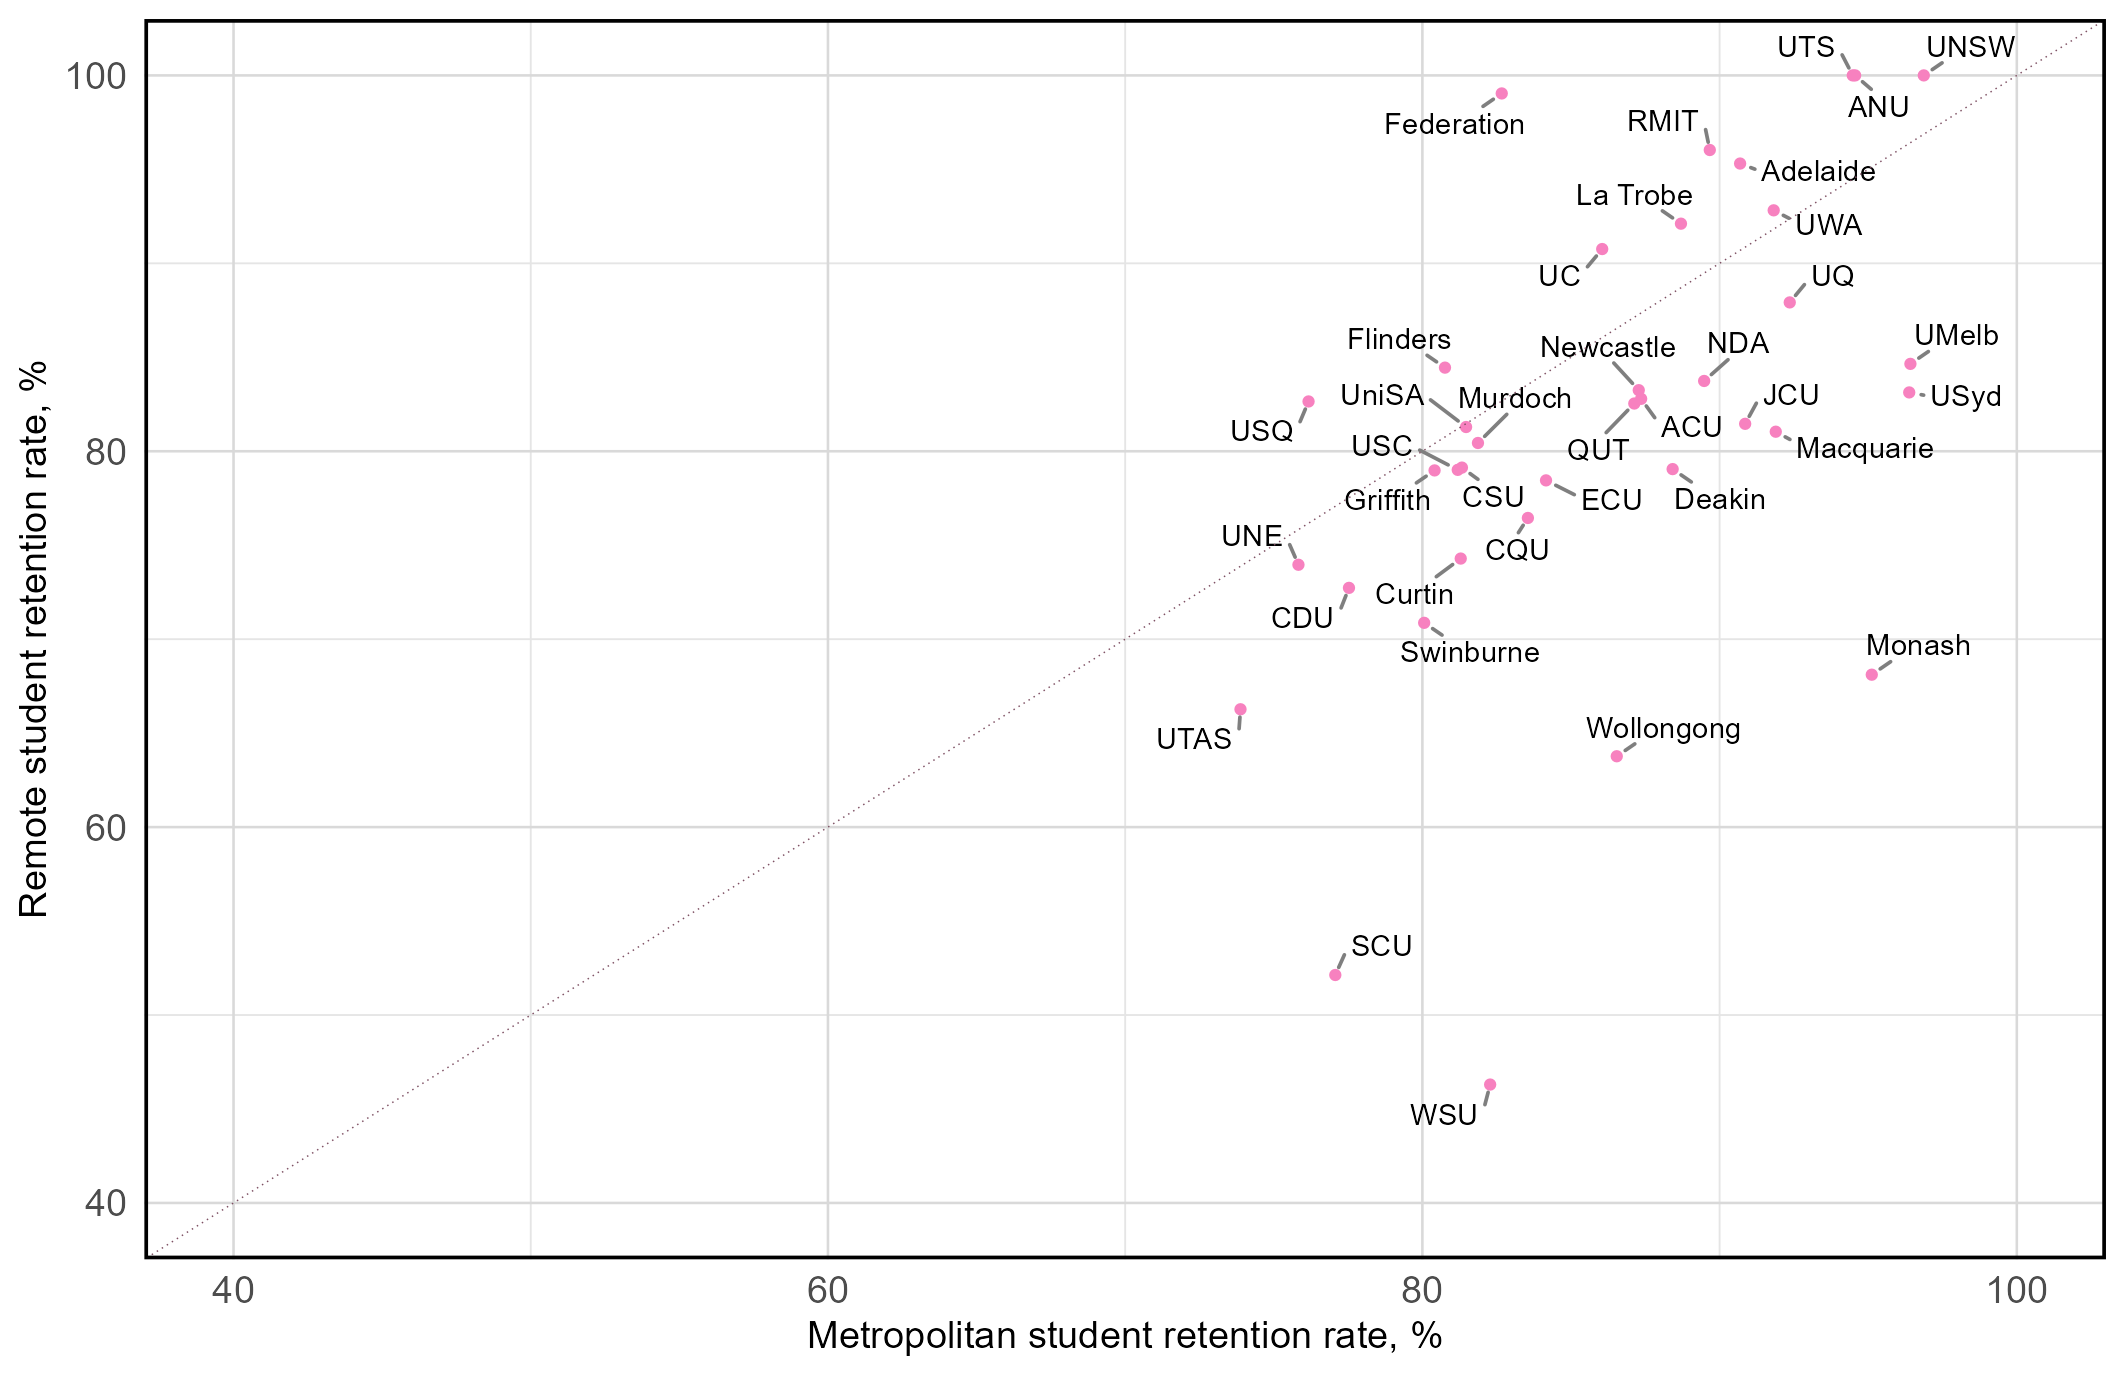 100
80
60
40
Remote student retention rate, %
UTS
UNSW
ANU
Federation
RMIT
Adelaide
La Trobe
UWA
UC
UQ
Flinders
Newcastle
NDA
UMelb
UniSA
Murdoch
JCU
USyd
USQ
USC
QUT
ACU
Macquarie
Griffith
CSU
ECU
Deakin
UNE
CQU
Curtin
CDU
Swinburne
Monash
UTAS
Wollongong
SCU
WSU
40
60
80
100
Metropolitan student retention rate, %